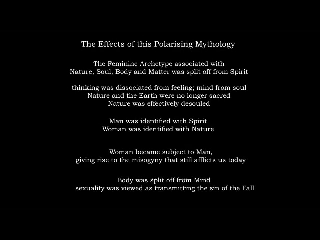 The Effects of this Polarising Mythology
The Feminine Archetype associated with
Nature, Soul, Body and Matter was split off from Spirit
thinking was dissociated from feeling; mind from soul
Nature and the Earth were no longer sacred
Nature was effectively desouled
Man was identified with Spirit
Woman was identified with Nature
Woman became subject to Man,
giving rise to the misogyny that still afflicts us today
Body was split off from Mind
sexuality was viewed as transmitting the sin of the Fall